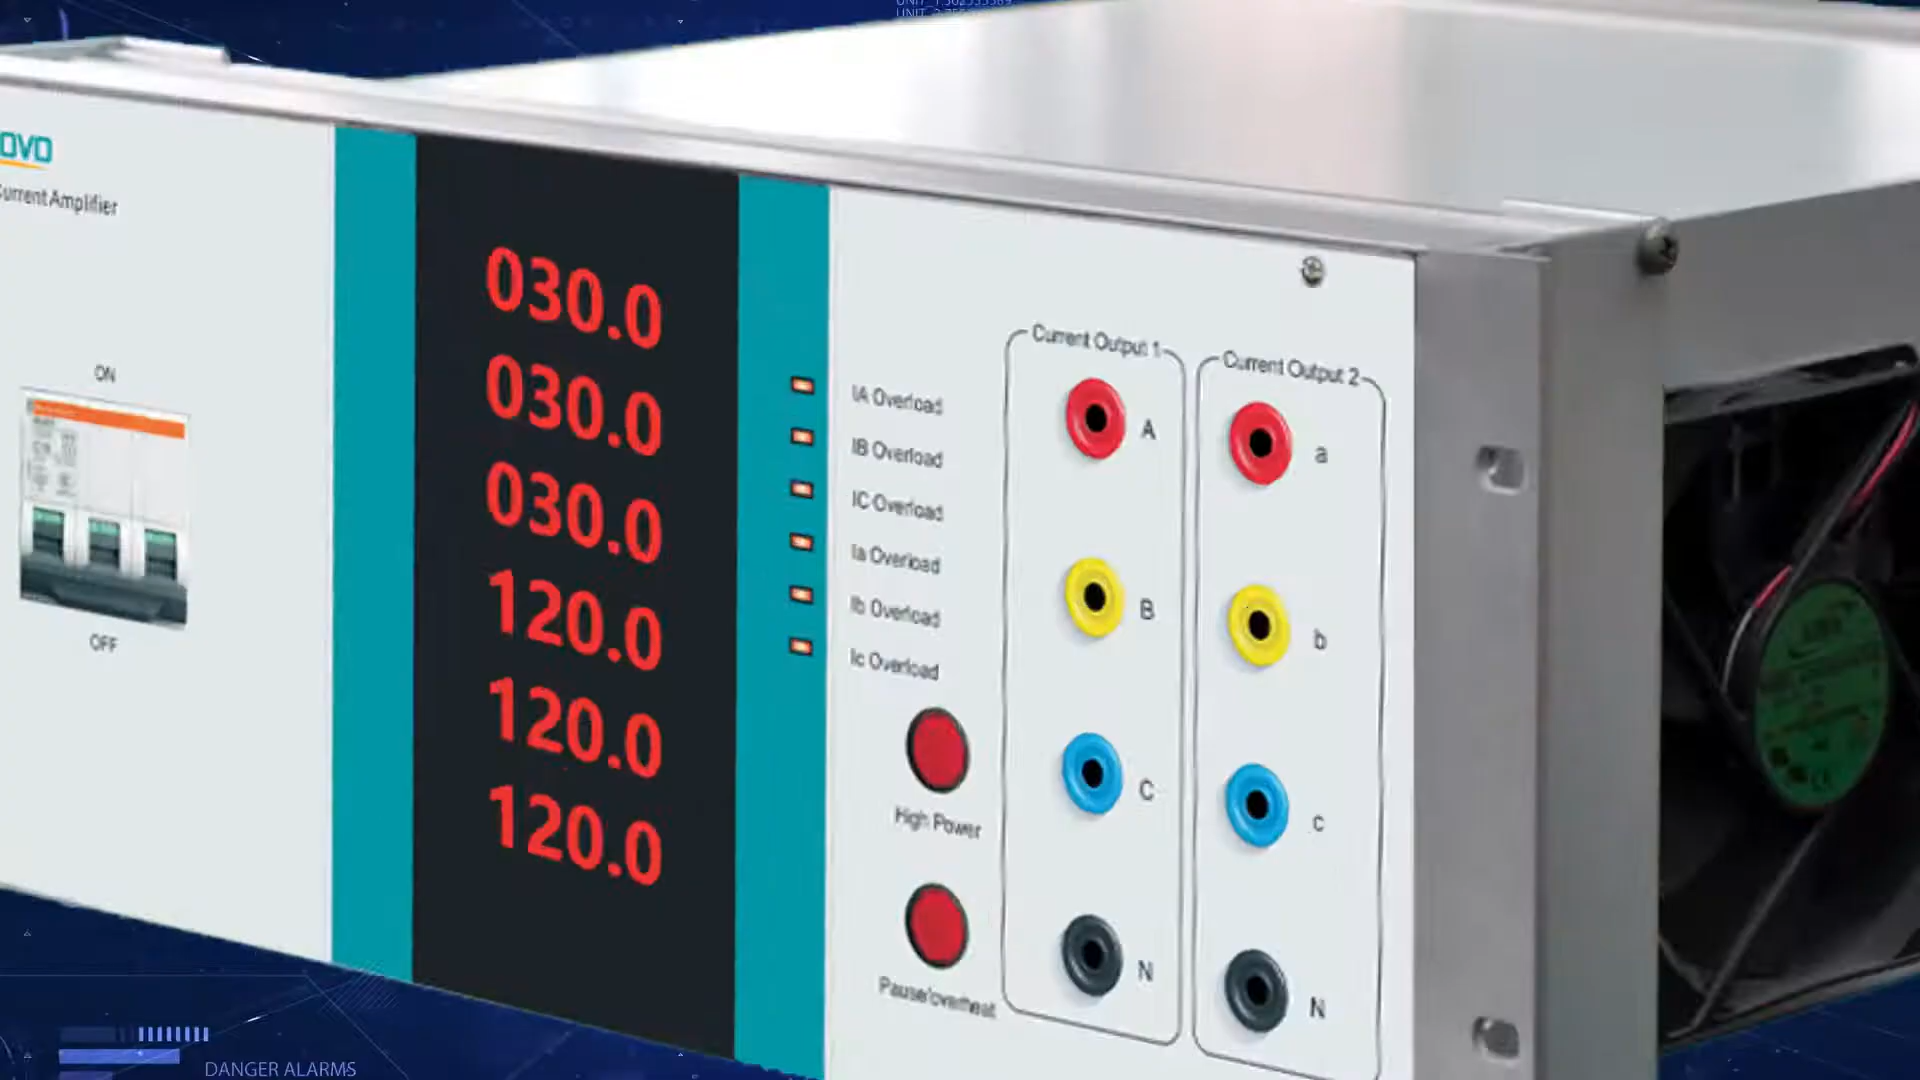 OVO
Current Amplifier
ON
OFF
030.0
030.0
030.0
120.0
120.0
120.0
IA Overload
IB Overload
IC Overload
Ia Overload
Ib Overload
Ic Overload
High Power
Pause/overheat
Current Output 1
A
B
C
N
Current Output 2
a
b
c
N
DANGER ALARMS